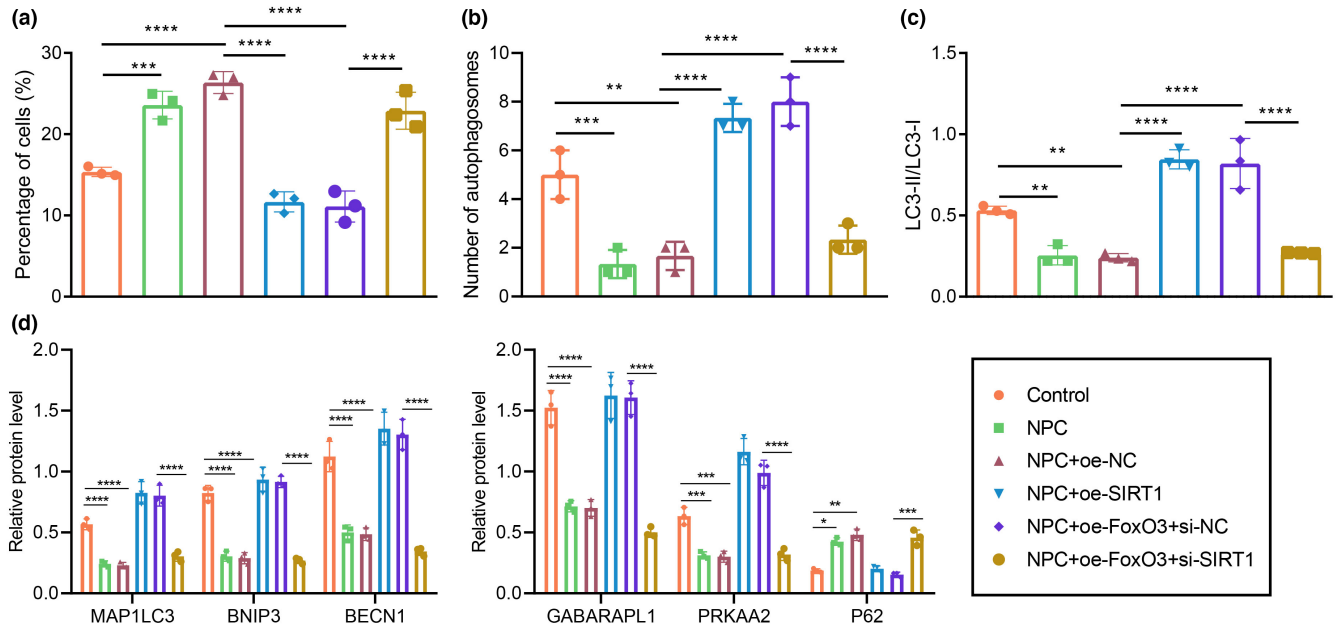 (a)
Percentage of cells (%)
30
20
10
0
****
****
***
****
****
(b)
Number of autophagosomes
10
8
6
4
2
0
****
****
**
****
***
(c)
LC3-II/LC3-I
1.5
1.0
0.5
0.0
****
****
**
****
**
(d)
Relative protein level
2.0
1.5
1.0
0.5
0.0
****
****
****
****
****
****
****
****
****
MAP1LC3
BNIP3
BECN1
Relative protein level
2.0
1.5
1.0
0.5
0.0
****
****
****
***
***
****
**
*
***
GABARAPL1
PRKAA2
P62
Control
NPC
NPC+oe-NC
NPC+oe-SIRT1
NPC+oe-FoxO3+si-NC
NPC+oe-FoxO3+si-SIRT1